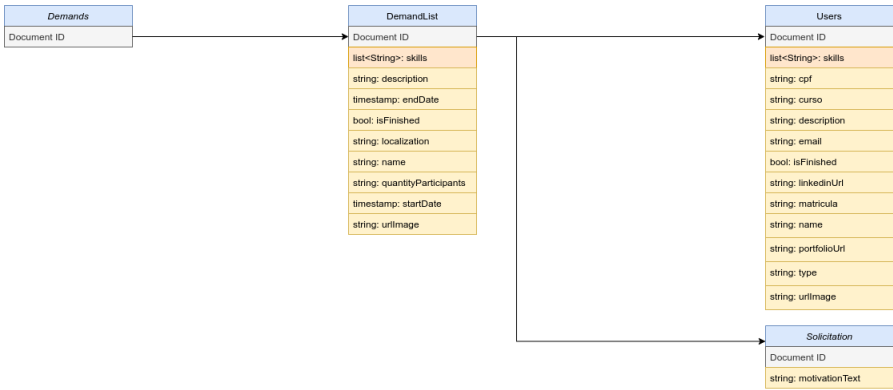 Demands
Document ID
DemandList
Document ID
list<String>: skills
string: description
timestamp: endDate
bool: isFinished
string: localization
string: name
string: quantityParticipants
timestamp: startDate
string: urlImage
Users
Document ID
list<String>: skills
string: cpf
string: curso
string: description
string: email
bool: isFinished
string: linkedinUrl
string: matricula
string: name
string: portfolioUrl
string: type
string: urlImage
Solicitation
Document ID
string: motivationText